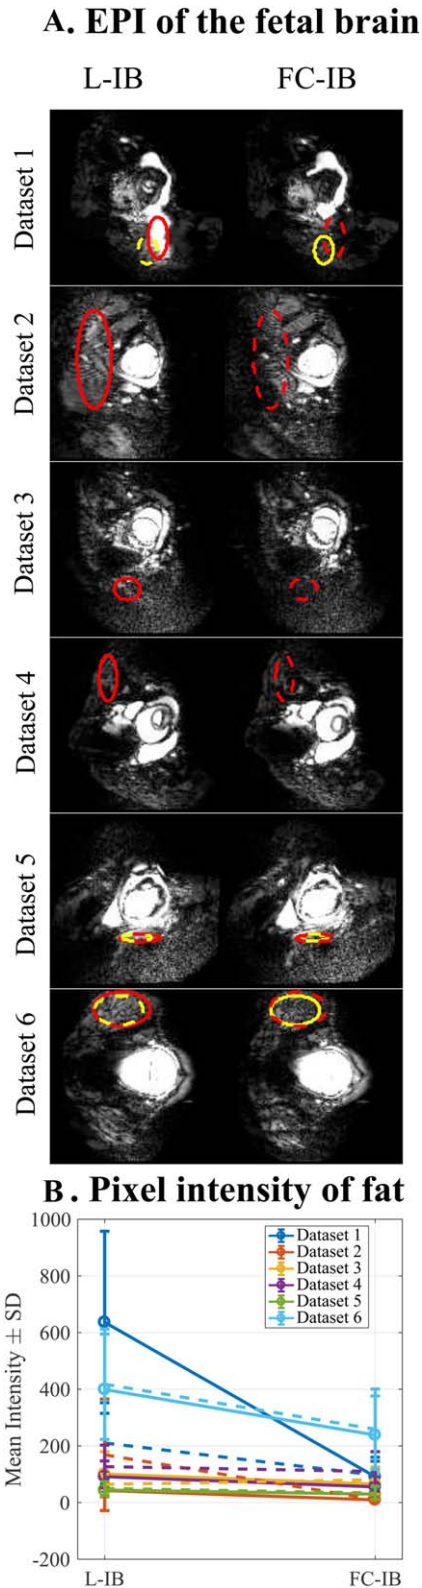 A. EPI of the fetal brain
L-IB FC-IB
Dataset 1
Dataset 2
Dataset 3
Dataset 4
Dataset 5
Dataset 6
B. Pixel intensity of fat
1000
800
600
400
200
0
-200
Mean Intensity ± SD
Dataset 1
Dataset 2
Dataset 3
Dataset 4
Dataset 5
Dataset 6
L-IB FC-IB